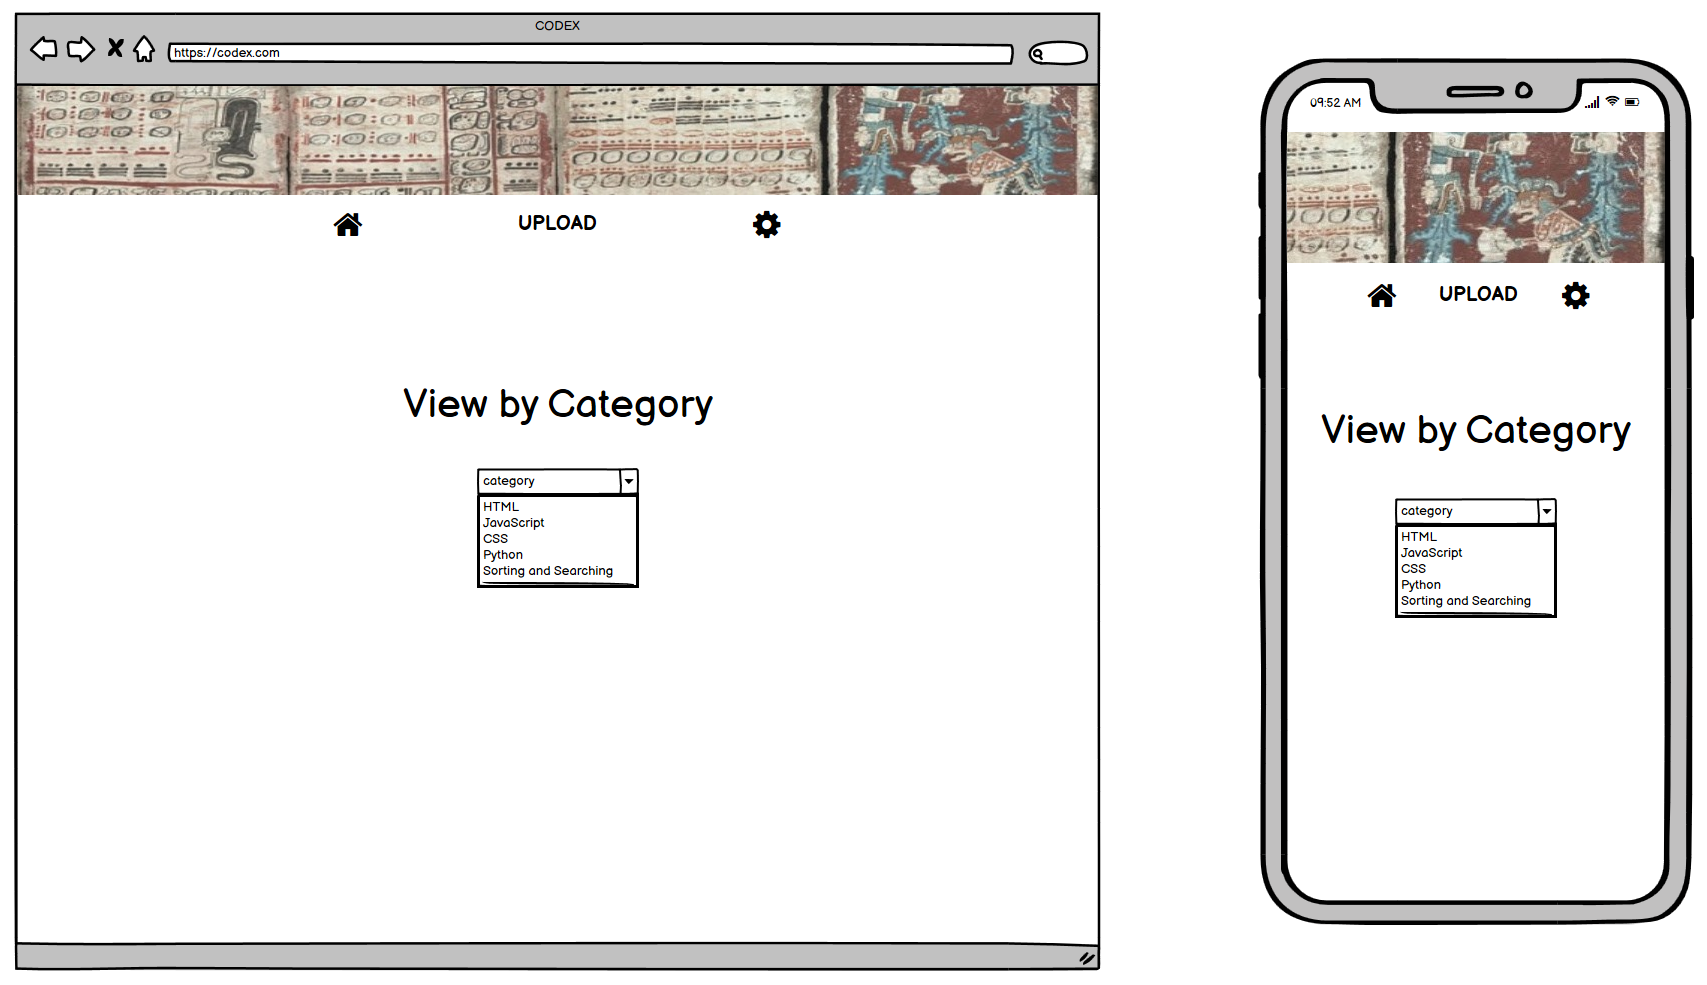 CODEX
https://codex.com
UPLOAD
View by Category
category
HTML
JavaScript
CSS
Python
Sorting and Searching
09:52 AM
UPLOAD
View by Category
category
HTML
JavaScript
CSS
Python
Sorting and Searching